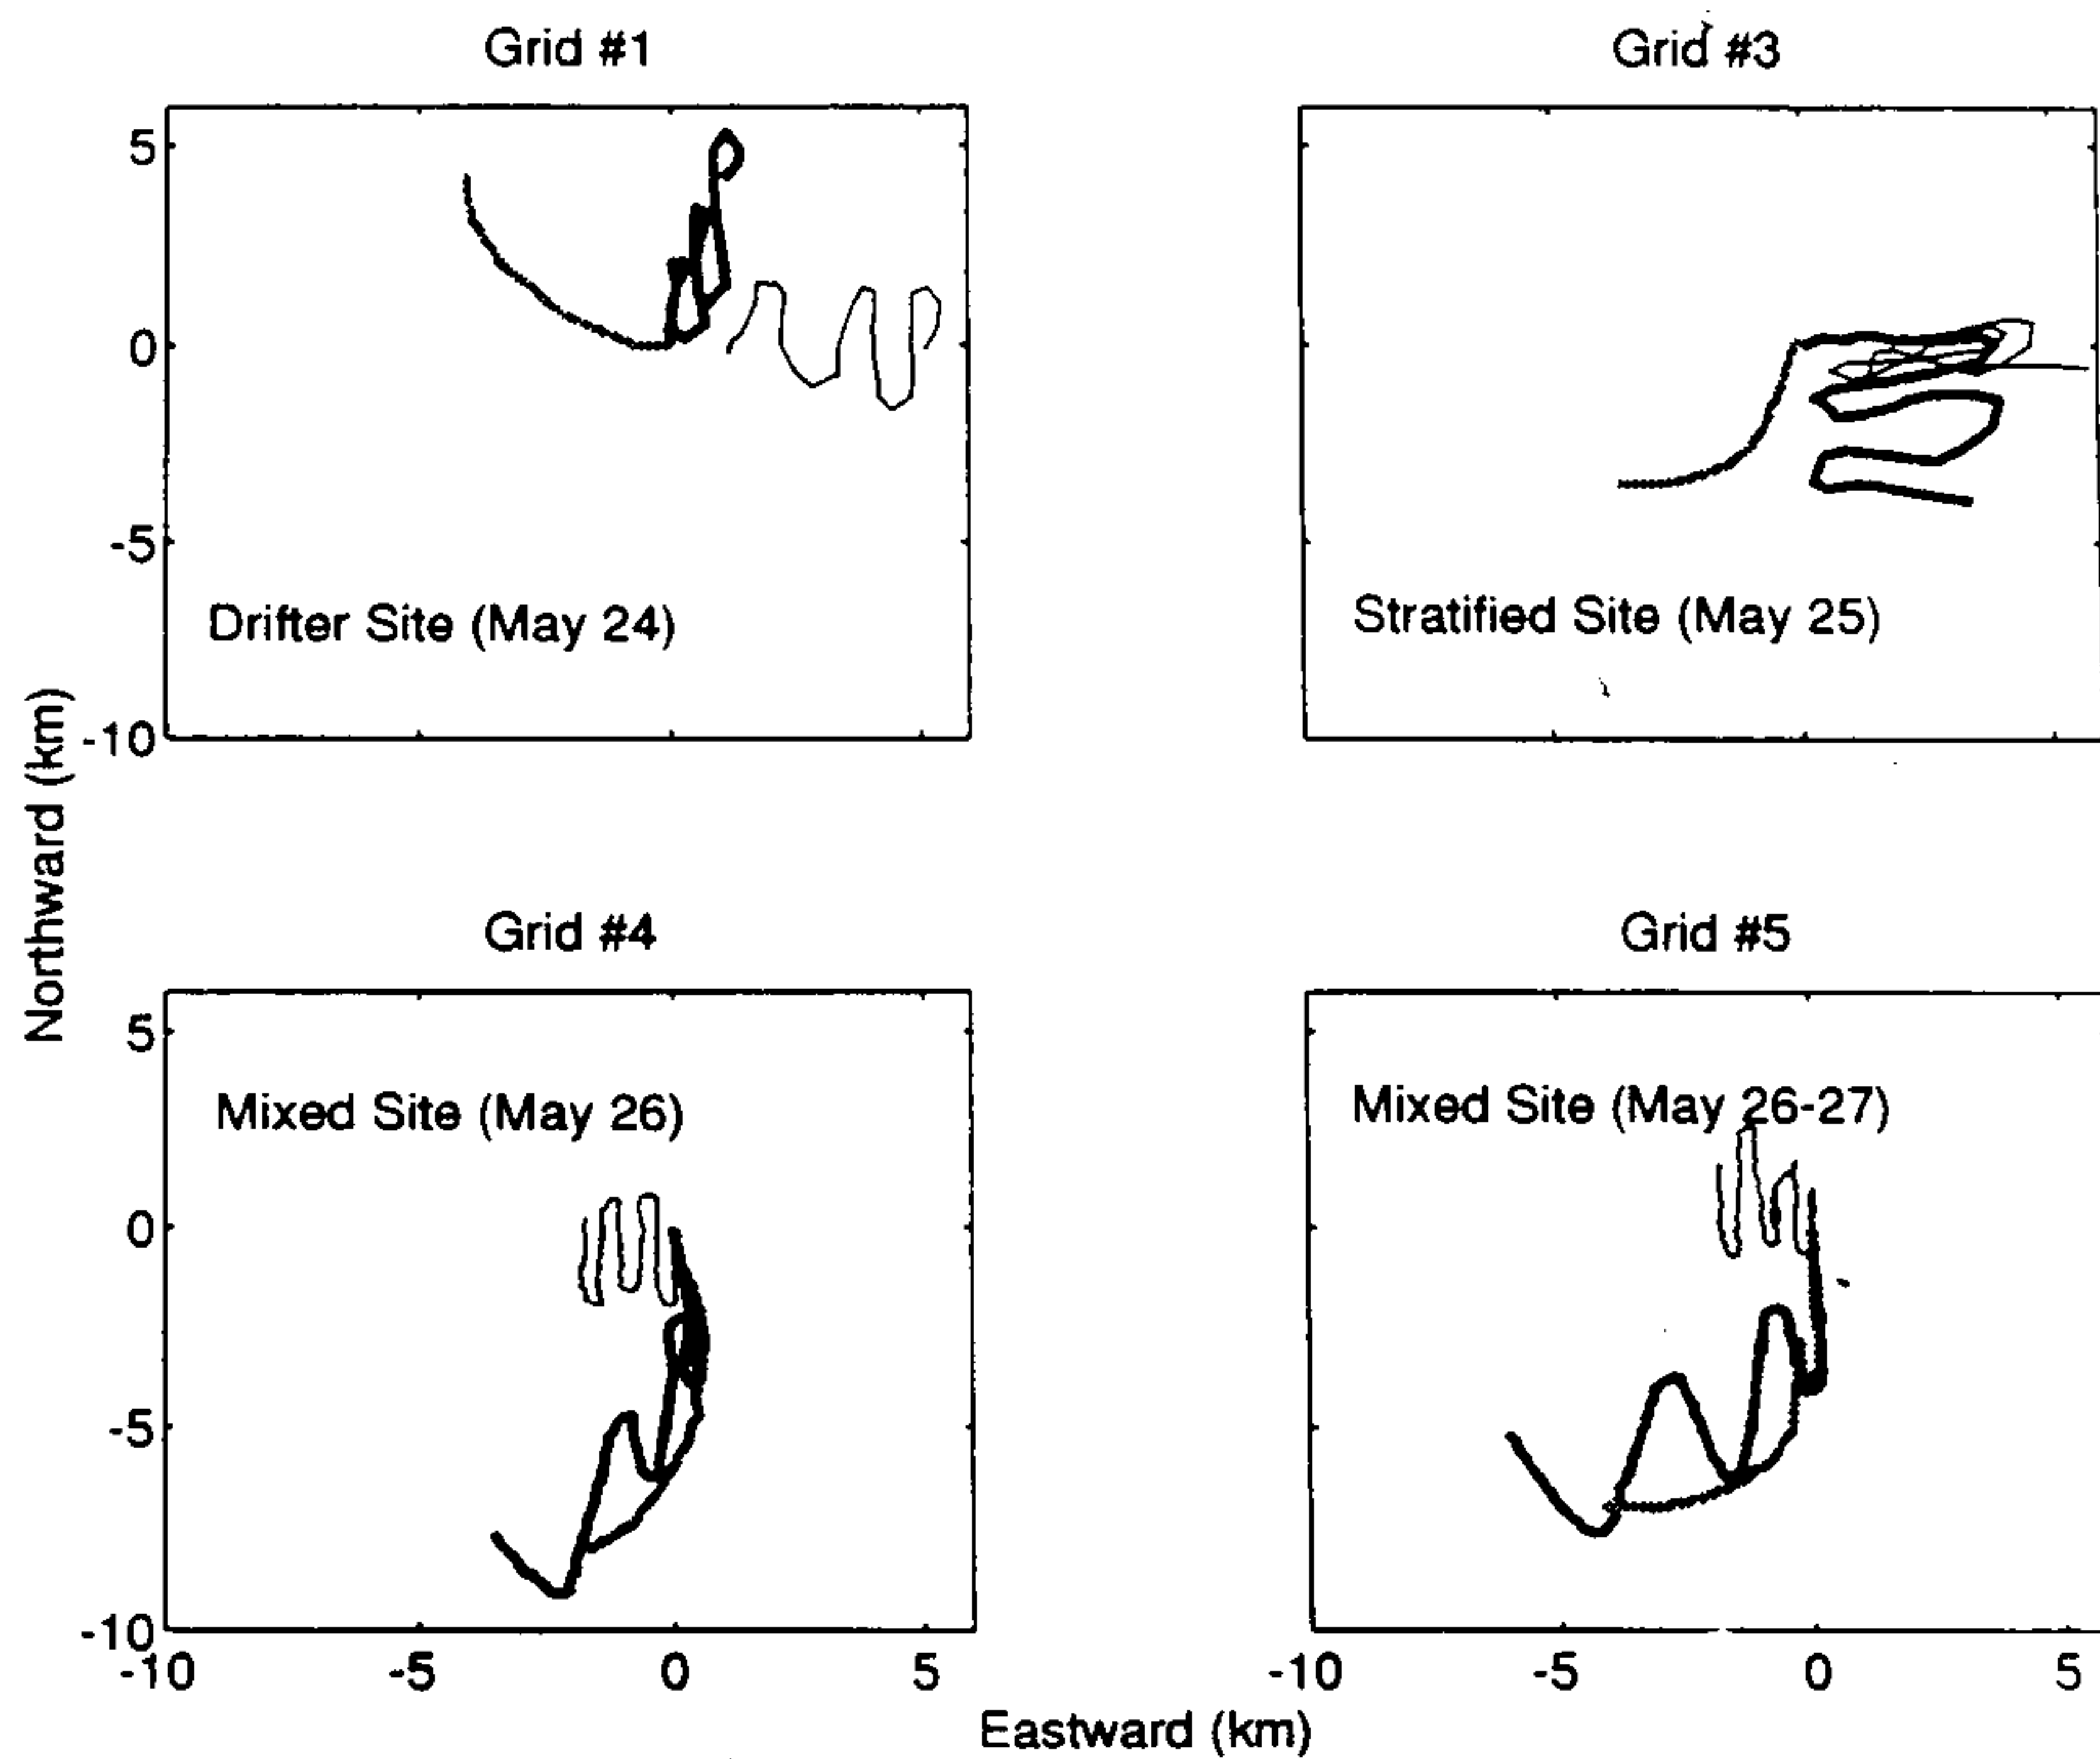 Grid #1
Grid #3
5
0
-5
-10
Drifter Site (May 24)
Stratified Site (May 25)
Northward (km)
Grid #4
Grid #5
5
0
-5
-10
Mixed Site (May 26)
Mixed Site (May 26-27)
-10 -5 0 5
-10 -5 0 5
Eastward (km)